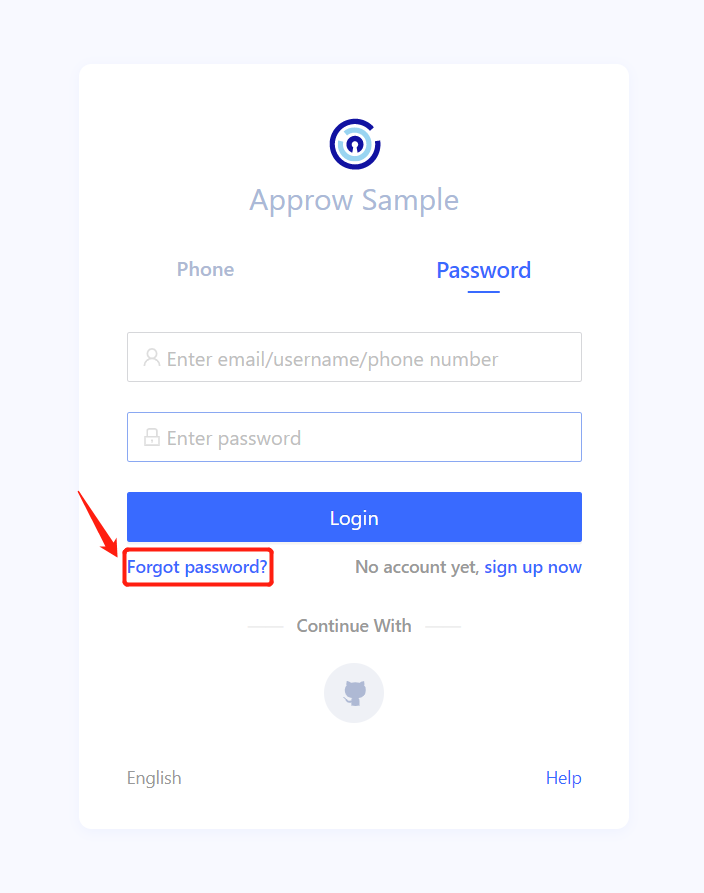 Approw Sample
Phone Password
Enter email/username/phone number
Enter password
Login
Forgot password? No account yet, sign up now
Continue With
English Help